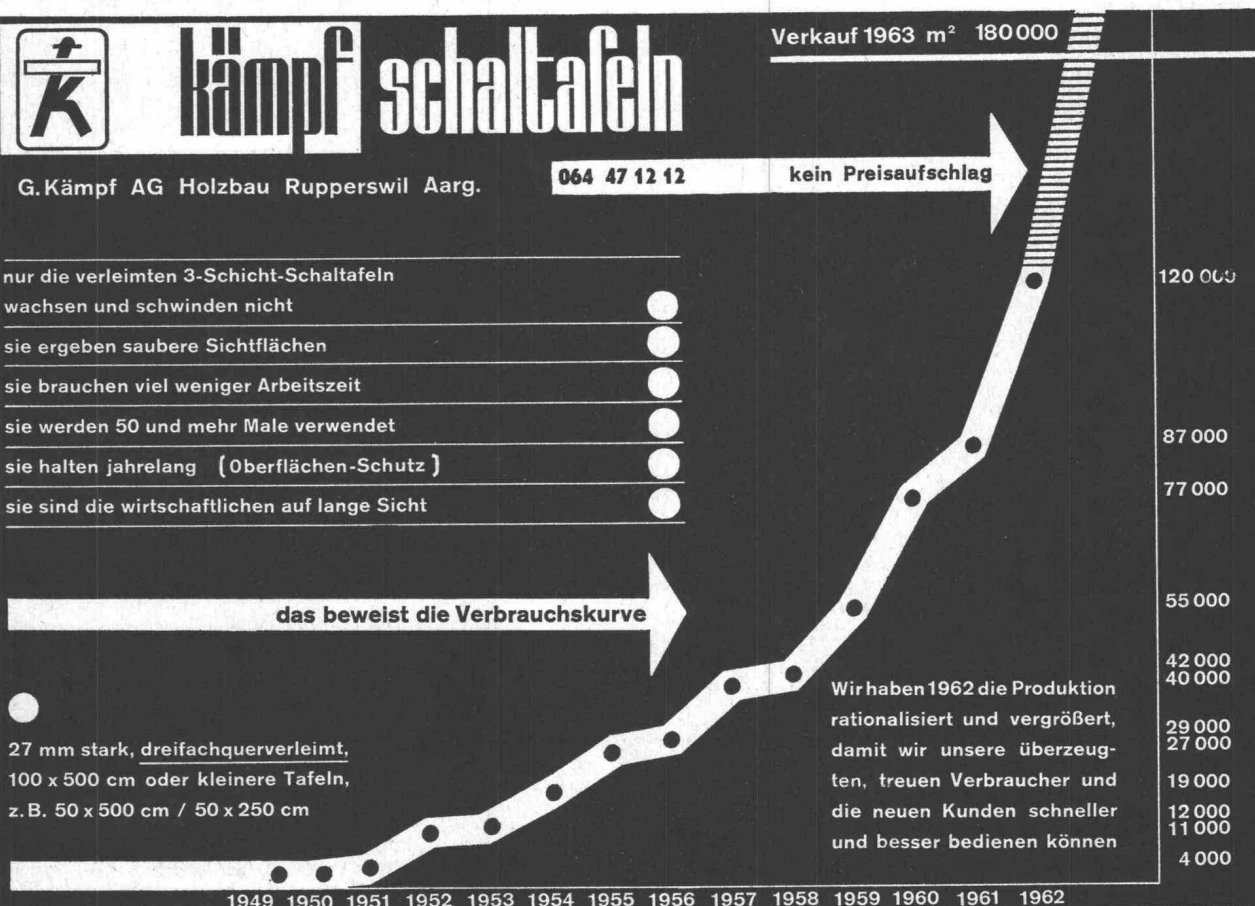 K
kämpf schaltafeln
Verkauf 1963 m² 180000
G. Kämpf AG Holzbau Rupperswil Aarg.
064 47 12 12 kein Preisaufschlag
nur die verleimten 3-Schicht-Schaltafeln
wachsen und schwinden nicht
sie ergeben saubere Sichtflächen
sie brauchen viel weniger Arbeitszeit
sie werden 50 und mehr Male verwendet
sie halten jahrelang (Oberflächen-Schutz)
sie sind die wirtschaftlichen auf lange Sicht
das beweist die Verbrauchskurve
27 mm stark, dreifachquerverleimt,
100 x 500 cm oder kleinere Tafeln,
z.B. 50 x 500 cm / 50 x 250 cm
Wir haben 1962 die Produktion
rationalisiert und vergrößert,
damit wir unsere überzeug-
ten, treuen Verbraucher und
die neuen Kunden schneller
und besser bedienen können
120 000
87 000
77 000
55 000
42 000
40 000
29 000
27 000
19 000
12 000
11 000
4 000
1949 1950 1951 1952 1953 1954 1955 1956 1957 1958 1959 1960 1961 1962